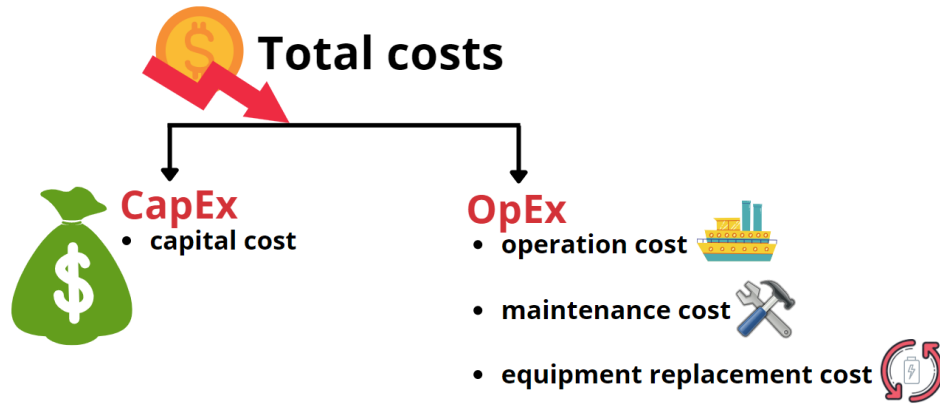 Total costs
CapEx
• capital cost
OpEx
• operation cost
• maintenance cost
• equipment replacement cost